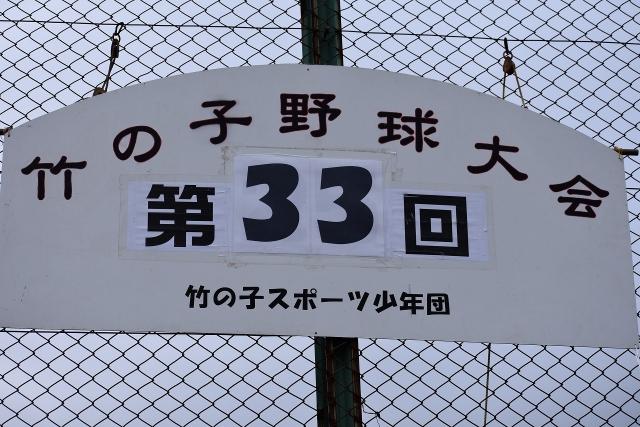 竹の子野球大会
第33回
竹の子スポーツ少年団